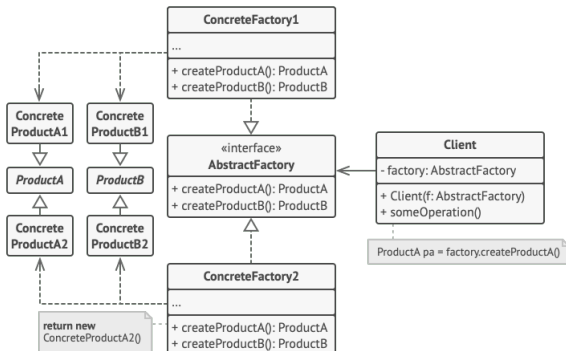 ConcreteFactory1
...
+ createProductA(): ProductA
+ createProductB(): ProductB
Concrete
ProductA1
Concrete
ProductB1
ProductA
ProductB
Concrete
ProductA2
Concrete
ProductB2
«interface»
AbstractFactory
+ createProductA(): ProductA
+ createProductB(): ProductB
Client
- factory: AbstractFactory
+ Client(f: AbstractFactory)
+ someOperation()
ProductA pa = factory.createProductA()
ConcreteFactory2
...
+ createProductA(): ProductA
+ createProductB(): ProductB
return new
ConcreteProductA2()